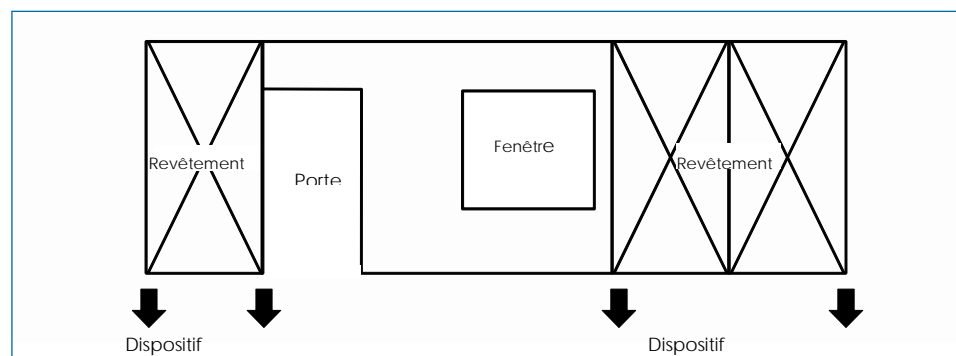 Fenêtre
Revêtement
Revêtement
Porte
Dispositif
Dispositif